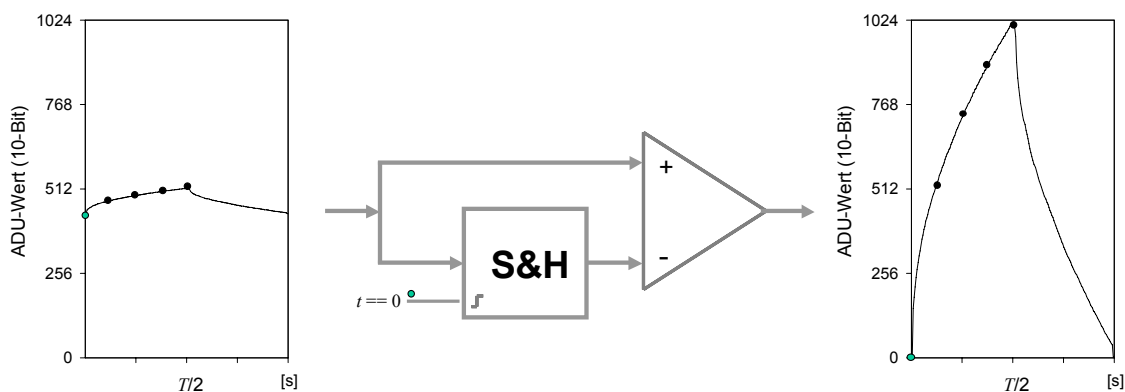 1024
768
512
256
0
ADU-Wert (10-Bit)
T/2
[s]
+
-
S&H
t == 0
1024
768
512
256
0
ADU-Wert (10-Bit)
T/2
[s]